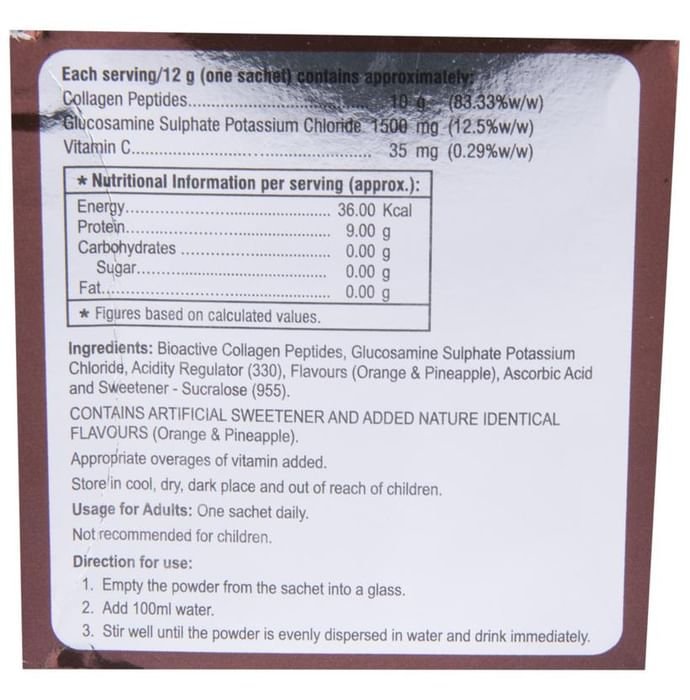 Each serving/12 g (one sachet) contains approximately:
Collagen Peptides.................................. 10 g (83.33%w/w)
Glucosamine Sulphate Potassium Chloride 1500 mg (12.5%w/w)
Vitamin C............................................. 35 mg (0.29%w/w)
* Nutritional Information per serving (approx.):
Energy....................................... 36.00 Kcal
Protein....................................... 9.00 g
Carbohydrates ............................ 0.00 g
Sugar.................................... 0.00 g
Fat........................................... 0.00 g
* Figures based on calculated values.
Ingredients: Bioactive Collagen Peptides, Glucosamine Sulphate Potassium
Chloride, Acidity Regulator (330), Flavours (Orange & Pineapple), Ascorbic Acid
and Sweetener - Sucralose (955).
CONTAINS ARTIFICIAL SWEETENER AND ADDED NATURE IDENTICAL
FLAVOURS (Orange & Pineapple).
Appropriate overages of vitamin added.
Store in cool, dry, dark place and out of reach of children.
Usage for Adults: One sachet daily.
Not recommended for children.
Direction for use:
1. Empty the powder from the sachet into a glass.
2. Add 100ml water.
3. Stir well until the powder is evenly dispersed in water and drink immediately.